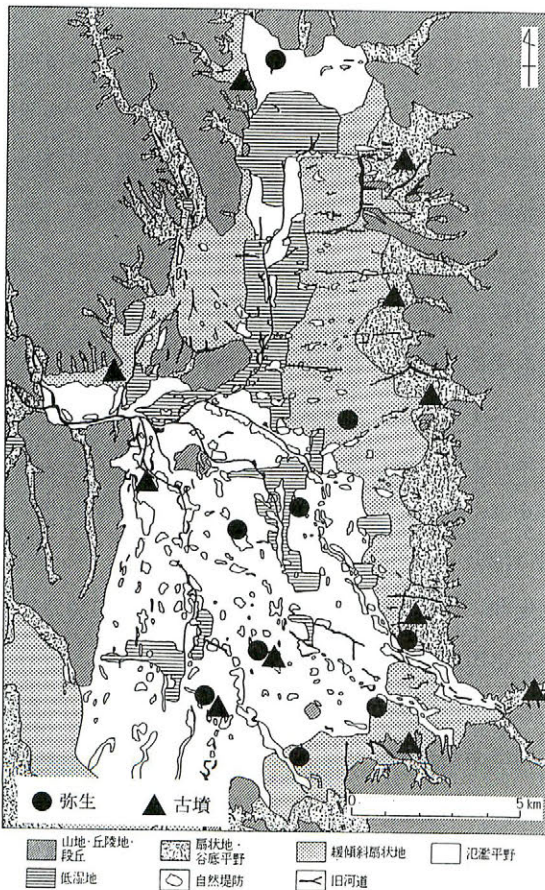 4
弥生
古墳
5 km
山地・丘陵地・段丘
扇状地・谷底平野
緩傾斜扇状地
氾濫平野
低湿地
自然堤防
旧河道